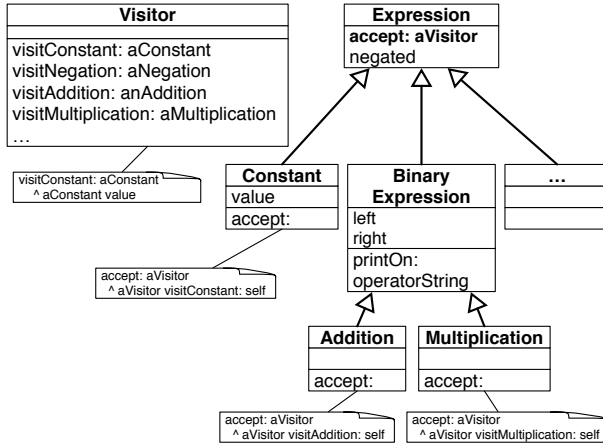 Visitor
visitConstant: aConstant
visitNegation: aNegation
visitAddition: anAddition
visitMultiplication: aMultiplication
...
visitConstant: aConstant
^ aConstant value
Expression
accept: aVisitor
negated
Constant
value
accept:
accept: aVisitor
^ aVisitor visitConstant: self
Binary
Expression
left
right
printOn:
operatorString
...
Addition
accept:
accept: aVisitor
^ aVisitor visitAddition: self
Multiplication
accept:
accept: aVisitor
^ aVisitor visitMultiplication: self